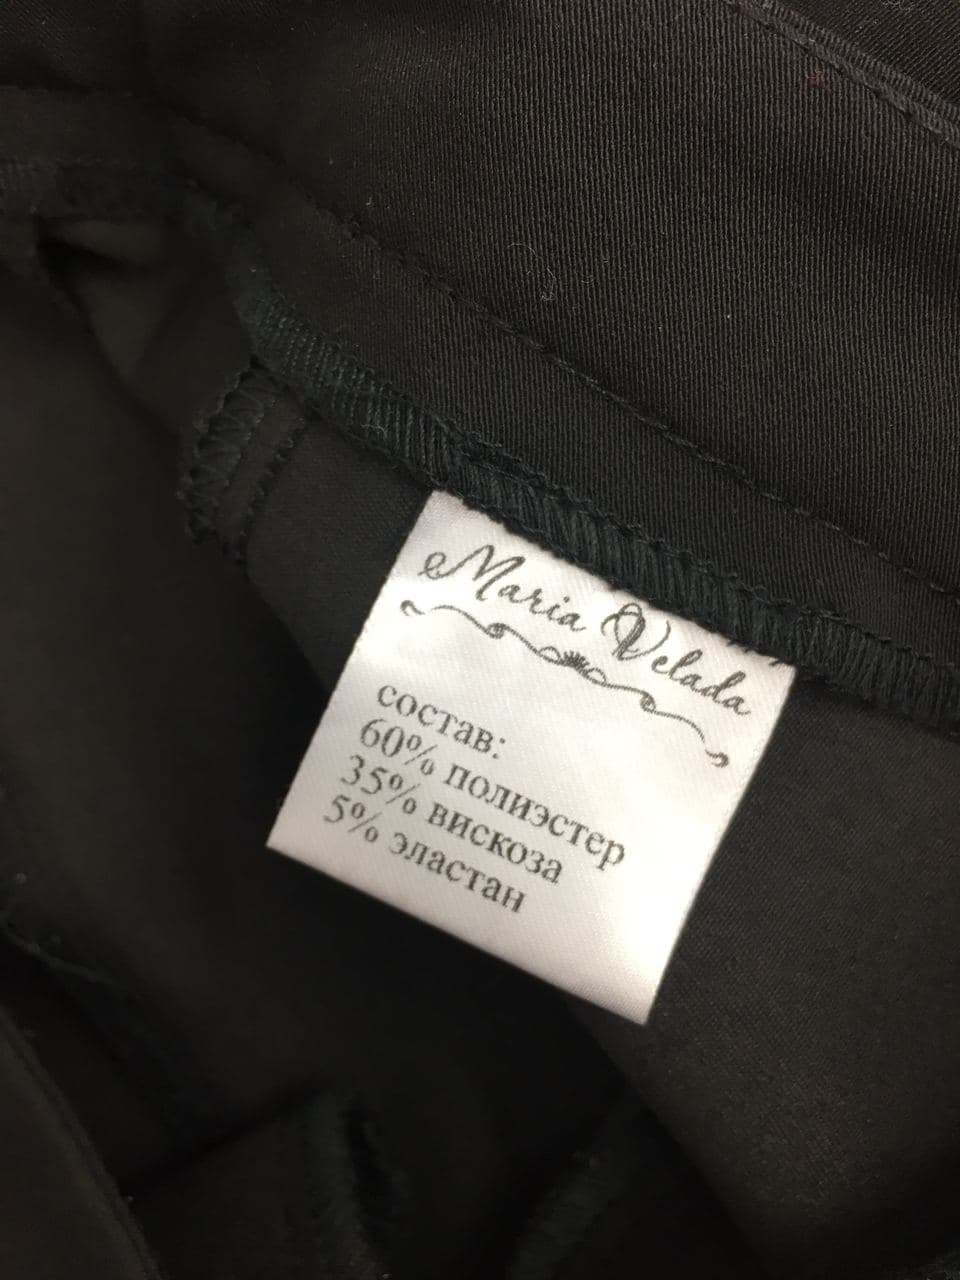 Maria Velada
состав:
60% полиэстер
35% вискоза
5% эластан